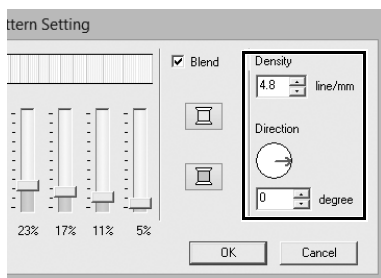 ttern Setting
Blend
Density
4.8 line/mm
Direction
0 degree
23% 17% 11% 5%
OK Cancel